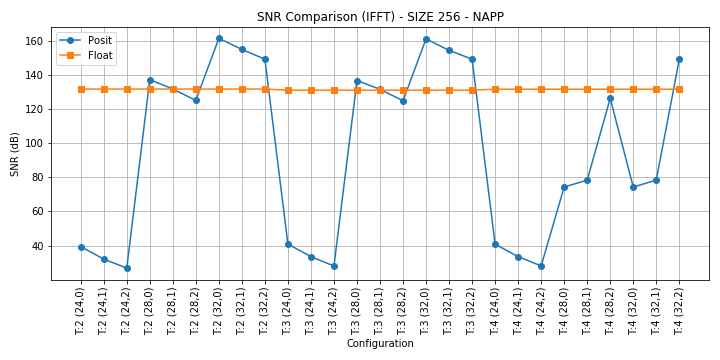 SNR Comparison (IFFT) - SIZE 256 - NAPP
Posit
Float
SNR (dB)
160
140
120
100
80
60
40
T:2 (24,0)
T:2 (24,1)
T:2 (24,2)
T:2 (28,0)
T:2 (28,1)
T:2 (28,2)
T:2 (32,0)
T:2 (32,1)
T:2 (32,2)
T:3 (24,0)
T:3 (24,1)
T:3 (24,2)
T:3 (28,0)
T:3 (28,1)
T:3 (28,2)
T:3 (32,0)
T:3 (32,1)
T:3 (32,2)
T:4 (24,0)
T:4 (24,1)
T:4 (24,2)
T:4 (28,0)
T:4 (28,1)
T:4 (28,2)
T:4 (32,0)
T:4 (32,1)
T:4 (32,2)
Configuration